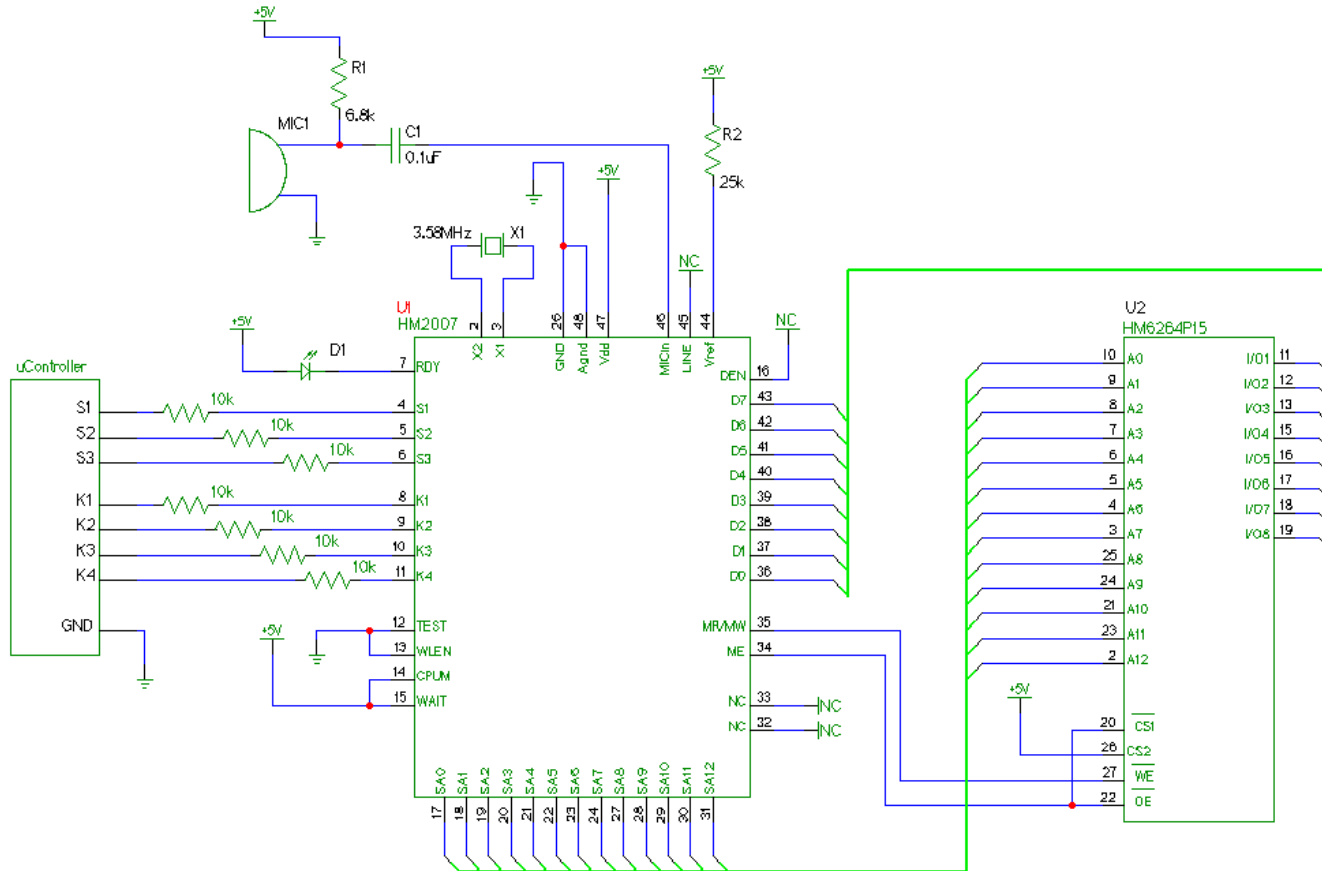 +5V
R1
6.8k
MIC1
C1
0.1uF
+5V
R2
25k
+5V
3.58MHz
X1
NC
NC
U1
HM2007
2
3
26
48
47
46
45
44
X2
X1
GND
Agnd
Vdd
MICIn
LINE
Vref
+5V
D1
7
RDY
DEN
16
D7
43
D6
42
D5
41
D4
40
D3
39
D2
38
D1
37
D0
36
MR/MW
35
ME
34
NC
33
NC
NC
32
NC
uController
S1
10k
4
S1
S2
10k
5
S2
S3
10k
6
S3
K1
10k
8
K1
K2
10k
9
K2
K3
10k
10
K3
K4
10k
11
K4
GND
+5V
12
TEST
13
WLEN
14
CPUM
15
WAIT
SA0
SA1
SA2
SA3
SA4
SA5
SA6
SA7
SA8
SA9
SA10
SA11
SA12
17
18
19
20
21
22
23
24
27
28
29
30
31
U2
HM6264P15
10
A0
I/O1
11
9
A1
I/O2
12
8
A2
I/O3
13
7
A3
I/O4
15
6
A4
I/O5
16
5
A5
I/O6
17
4
A6
I/O7
18
3
A7
I/O8
19
25
A8
24
A9
21
A10
23
A11
2
A12
+5V
20
CS1
26
CS2
27
WE
22
OE